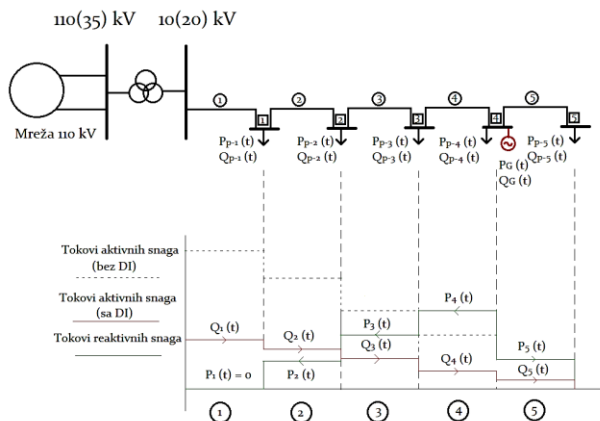 110(35) kV
10(20) kV
Mreža 110 kV
1
2
3
4
5
1
2
3
4
5
Pp-1 (t)
Qp-1 (t)
Pp-2 (t)
Qp-2 (t)
Pp-3 (t)
Qp-3 (t)
Pp-4 (t)
Qp-4 (t)
PG (t)
QG (t)
Pp-5 (t)
Qp-5 (t)
Tokovi aktivnih snaga
(bez DI)
Tokovi aktivnih snaga
(sa DI)
Tokovi reaktivnih snaga
Q1 (t)
Q2 (t)
P3 (t)
Q3 (t)
P4 (t)
Q4 (t)
P5 (t)
Q5 (t)
P1 (t) = 0
P2 (t)
1
2
3
4
5